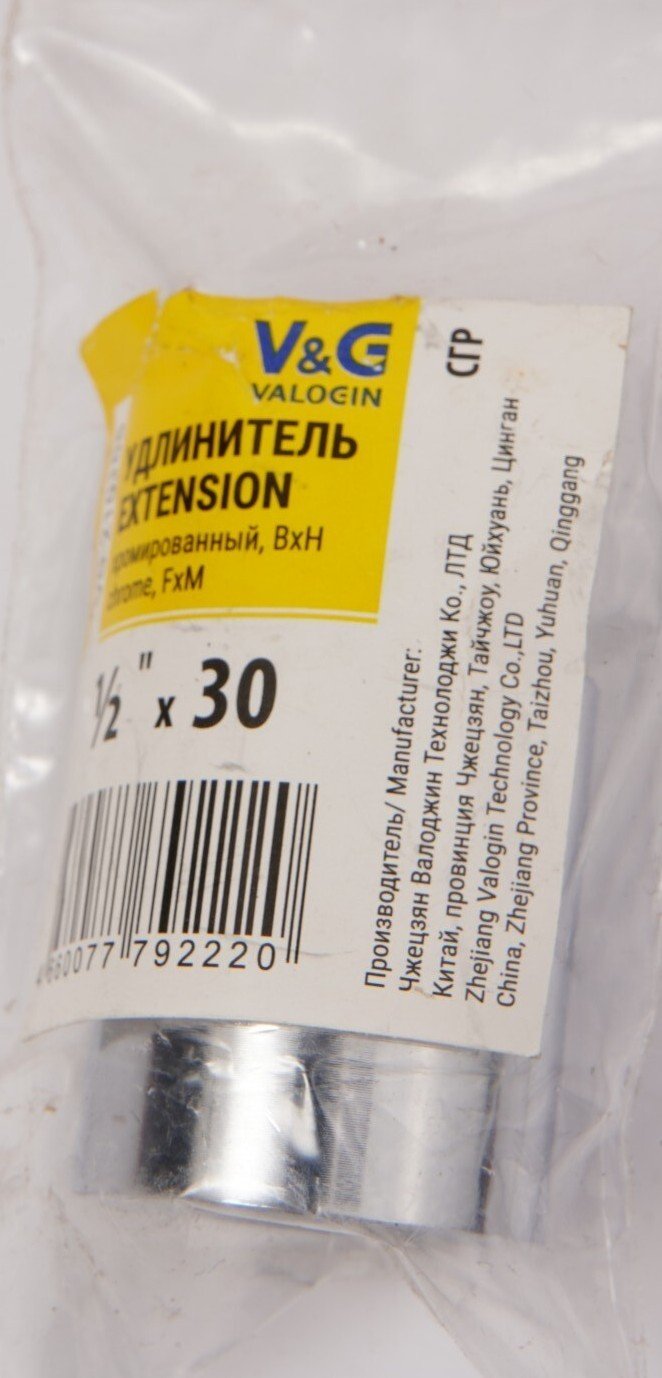 V&G
VALOGIN
УДЛИНИТЕЛЬ
EXTENSION
хромированный, ВхН
chrome, FxM
½" x 30
660077 792220
СГР
Производитель/ Manufacturer:
Чжецзян Валоджин Технолоджи Ко., ЛТД
Китай, провинция Чжецзян, Тайчжоу, Юйхуань, Цинган
Zhejiang Valogin Technology Co.,LTD
China, Zhejiang Province, Taizhou, Yuhuan, Qinggang